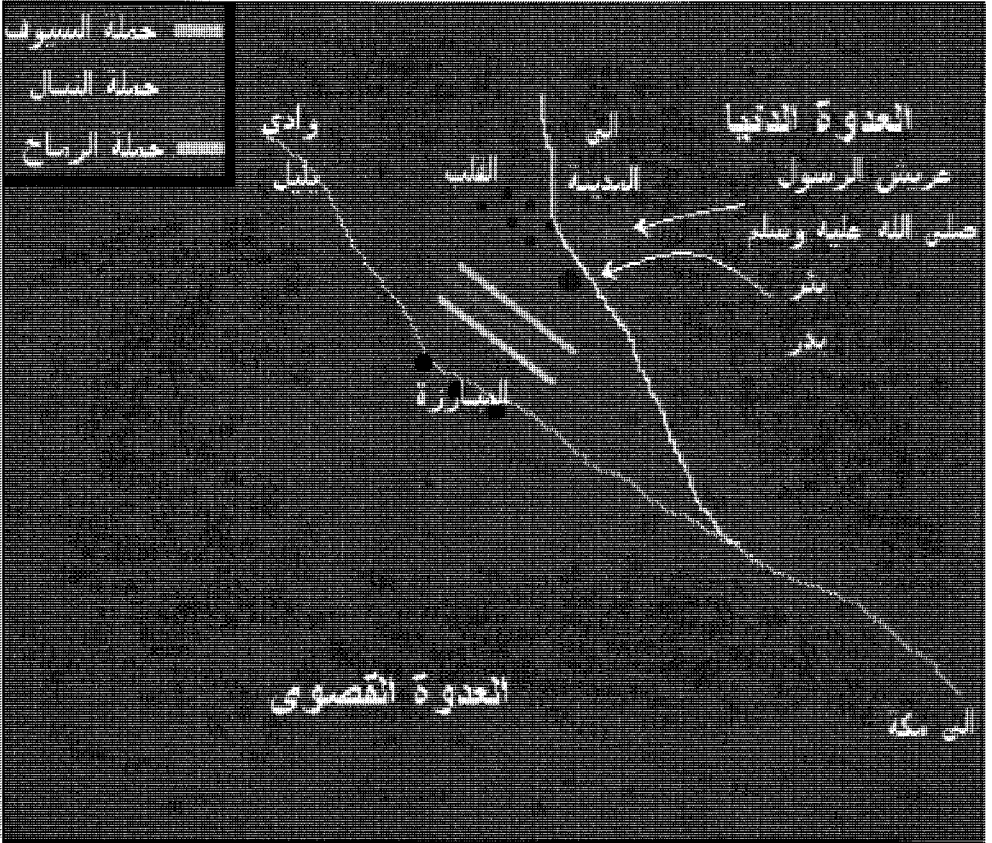 حملة السيوف
حملة النبال
حملة الرماح
العدوة الدنيا
عريش الرسول
صلى الله عليه وسلم
بئر
بدر
الى
المدينة
القلب
وادي
يليل
المبارزة
العدوة القصوى
الى مكة